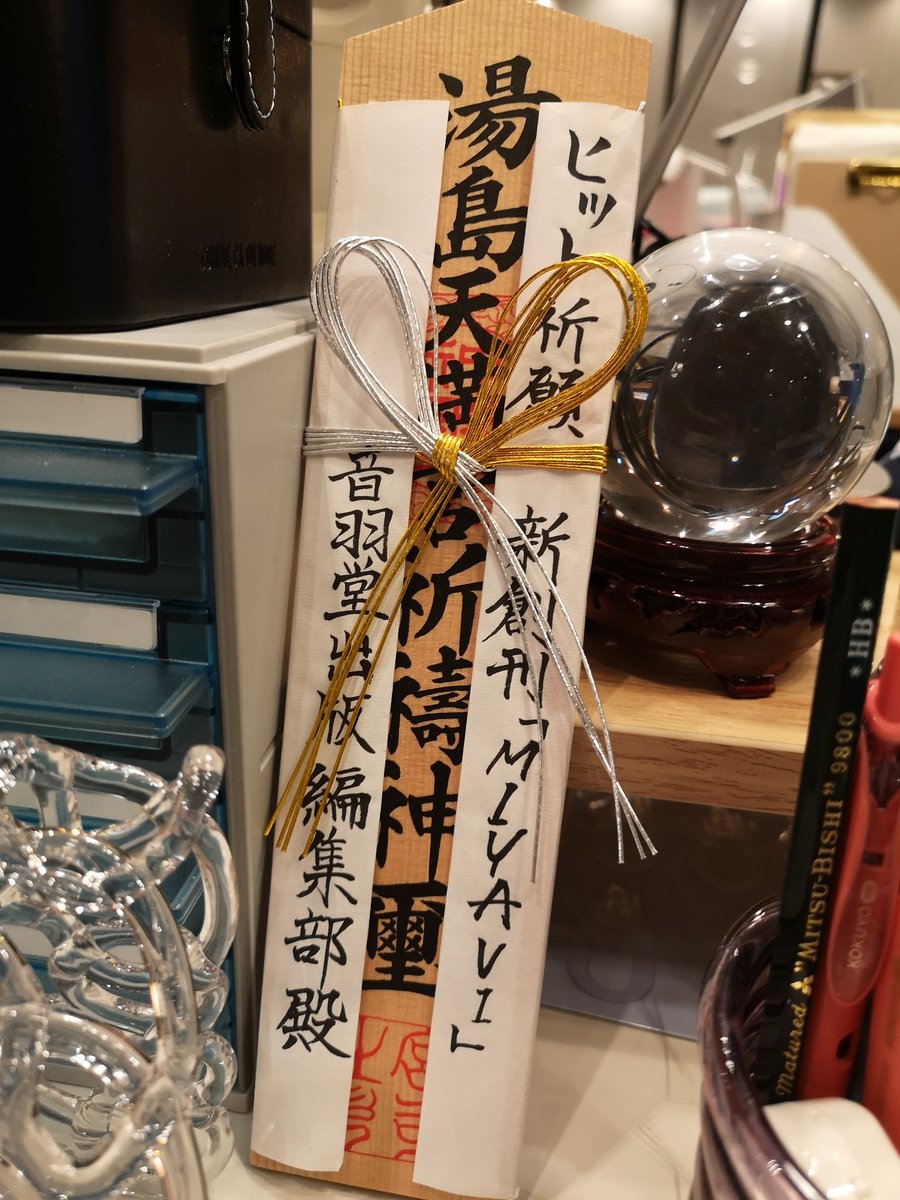 ヒット祈願 新創刊「MIYAVI」
湯島天満宮祈禱神璽
音羽堂出版 編集部殿
Matured "MITSU-BISHI" 9800 *HB*
KOKUYO